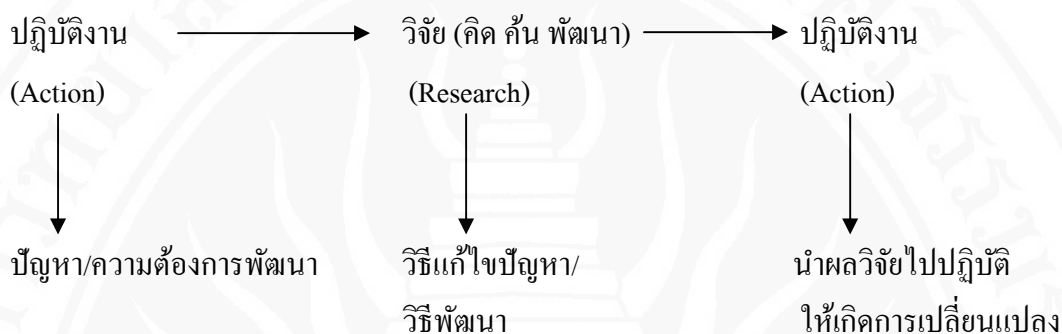 ปฏิบัติงาน วิจัย (คิด ค้น พัฒนา) ปฏิบัติงาน
(Action) (Research) (Action)
ปัญหา/ความต้องการพัฒนา วิธีแก้ไขปัญหา/ นำผลวิจัยไปปฏิบัติ
วิธีพัฒนา ให้เกิดการเปลี่ยนแปลง